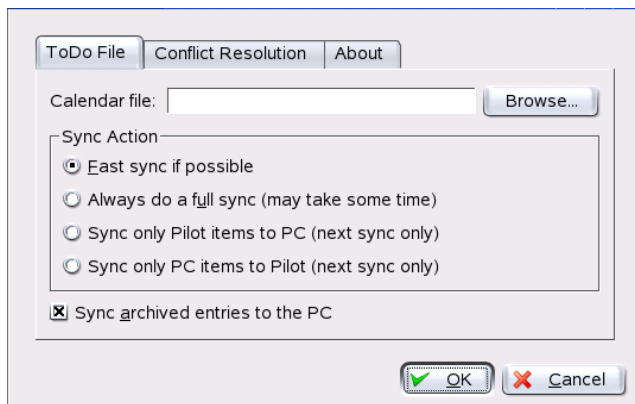 ToDo File Conflict Resolution About
Calendar file: Browse...
Sync Action
Fast sync if possible
Always do a full sync (may take some time)
Sync only Pilot items to PC (next sync only)
Sync only PC items to Pilot (next sync only)
Sync archived entries to the PC
OK Cancel